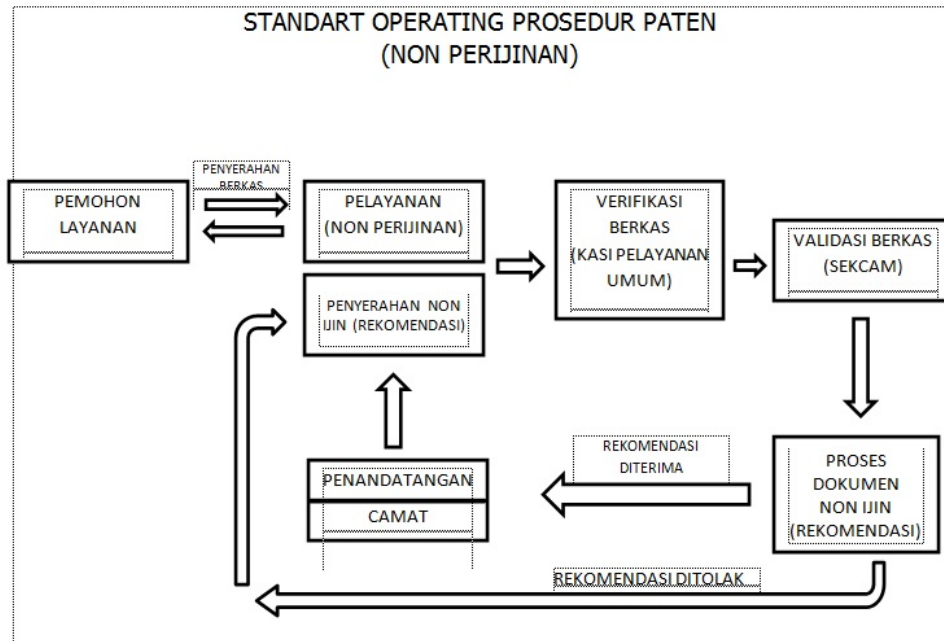 STANDART OPERATING PROSEDUR PATEN
(NON PERIJINAN)
PENYERAHAN
BERKAS
PEMOHON
LAYANAN
PELAYANAN
(NON PERIJINAN)
VERIFIKASI
BERKAS
(KASI PELAYANAN
UMUM)
VALIDASI BERKAS
(SEKCAM)
PENYERAHAN NON
IJIN (REKOMENDASI)
REKOMENDASI
DITERIMA
PROSES
DOKUMEN
NON IJIN
(REKOMENDASI)
PENANDATANGAN
CAMAT
REKOMENDASI DITOLAK